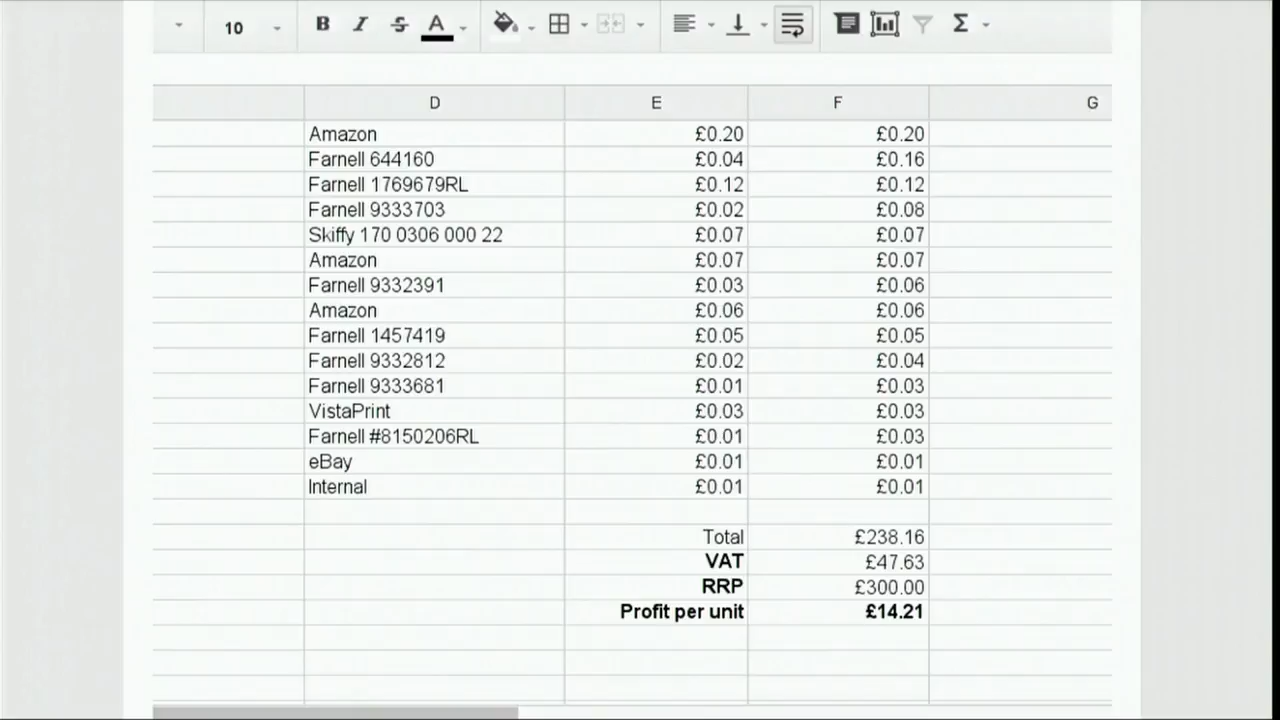 10 B I S A Σ
D E F G
Amazon £0.20 £0.20
Farnell 644160 £0.04 £0.16
Farnell 1769679RL £0.12 £0.12
Farnell 9333703 £0.02 £0.08
Skiffy 170 0306 000 22 £0.07 £0.07
Amazon £0.07 £0.07
Farnell 9332391 £0.03 £0.06
Amazon £0.06 £0.06
Farnell 1457419 £0.05 £0.05
Farnell 9332812 £0.02 £0.04
Farnell 9333681 £0.01 £0.03
VistaPrint £0.03 £0.03
Farnell #8150206RL £0.01 £0.03
eBay £0.01 £0.01
Internal £0.01 £0.01
Total £238.16
VAT £47.63
RRP £300.00
Profit per unit £14.21